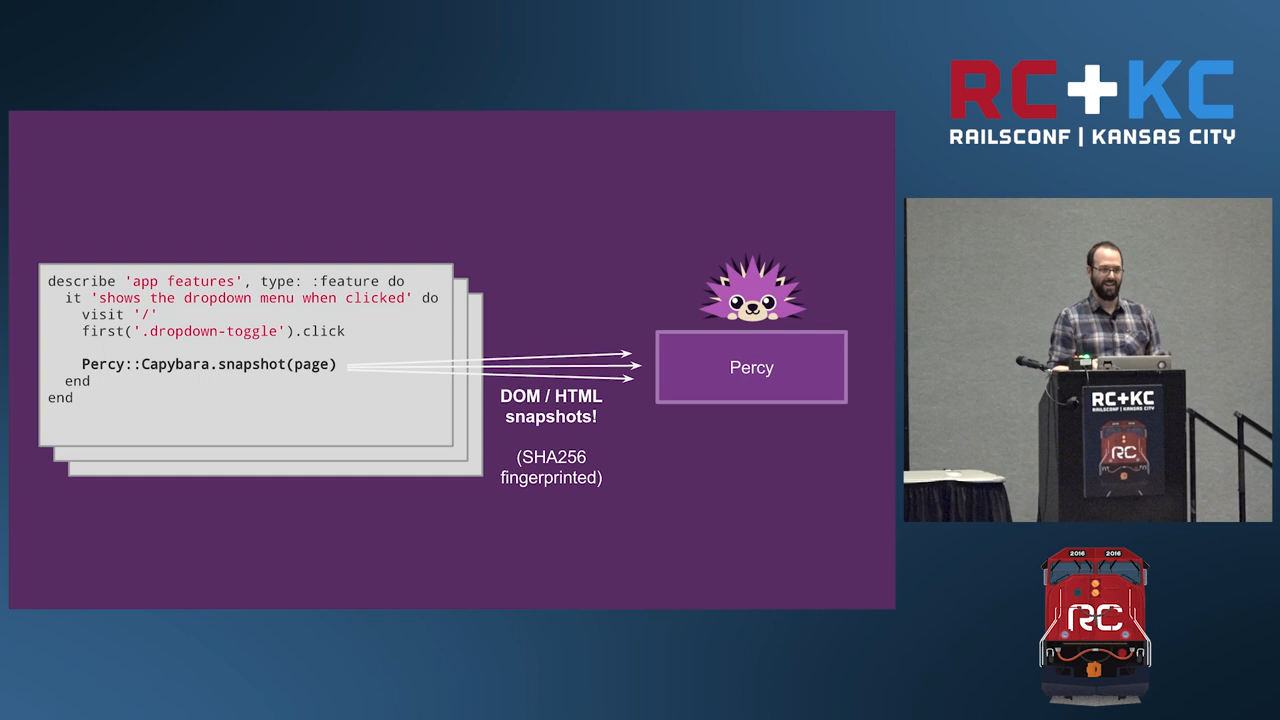 RC+KC
RAILSCONF | KANSAS CITY
describe 'app features', type: :feature do
it 'shows the dropdown menu when clicked' do
visit '/'
first('.dropdown-toggle').click
Percy::Capybara.snapshot(page)
end
end
DOM / HTML
snapshots!
(SHA256
fingerprinted)
Percy
RC+KC
RAILSCONF | KANSAS CITY
RC
2016 2016
RC